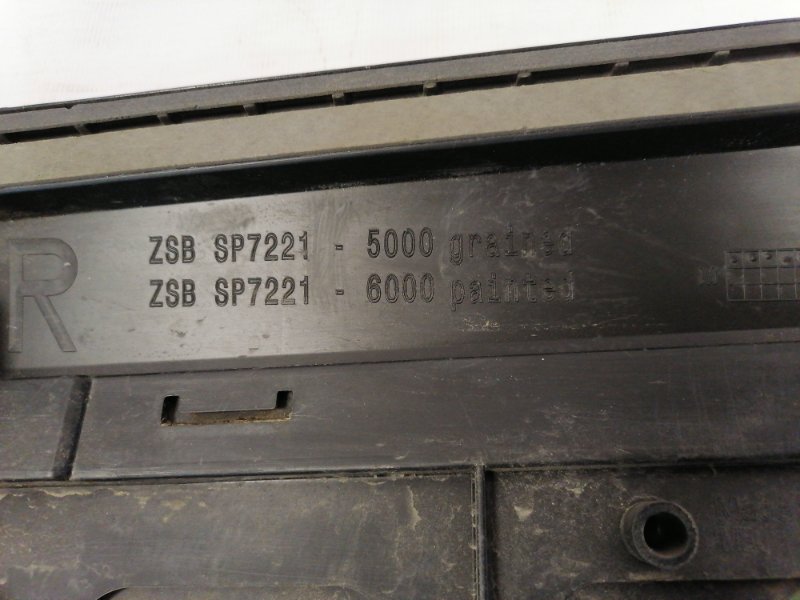 R
ZSB SP7221 - 5000 grained
ZSB SP7221 - 6000 painted